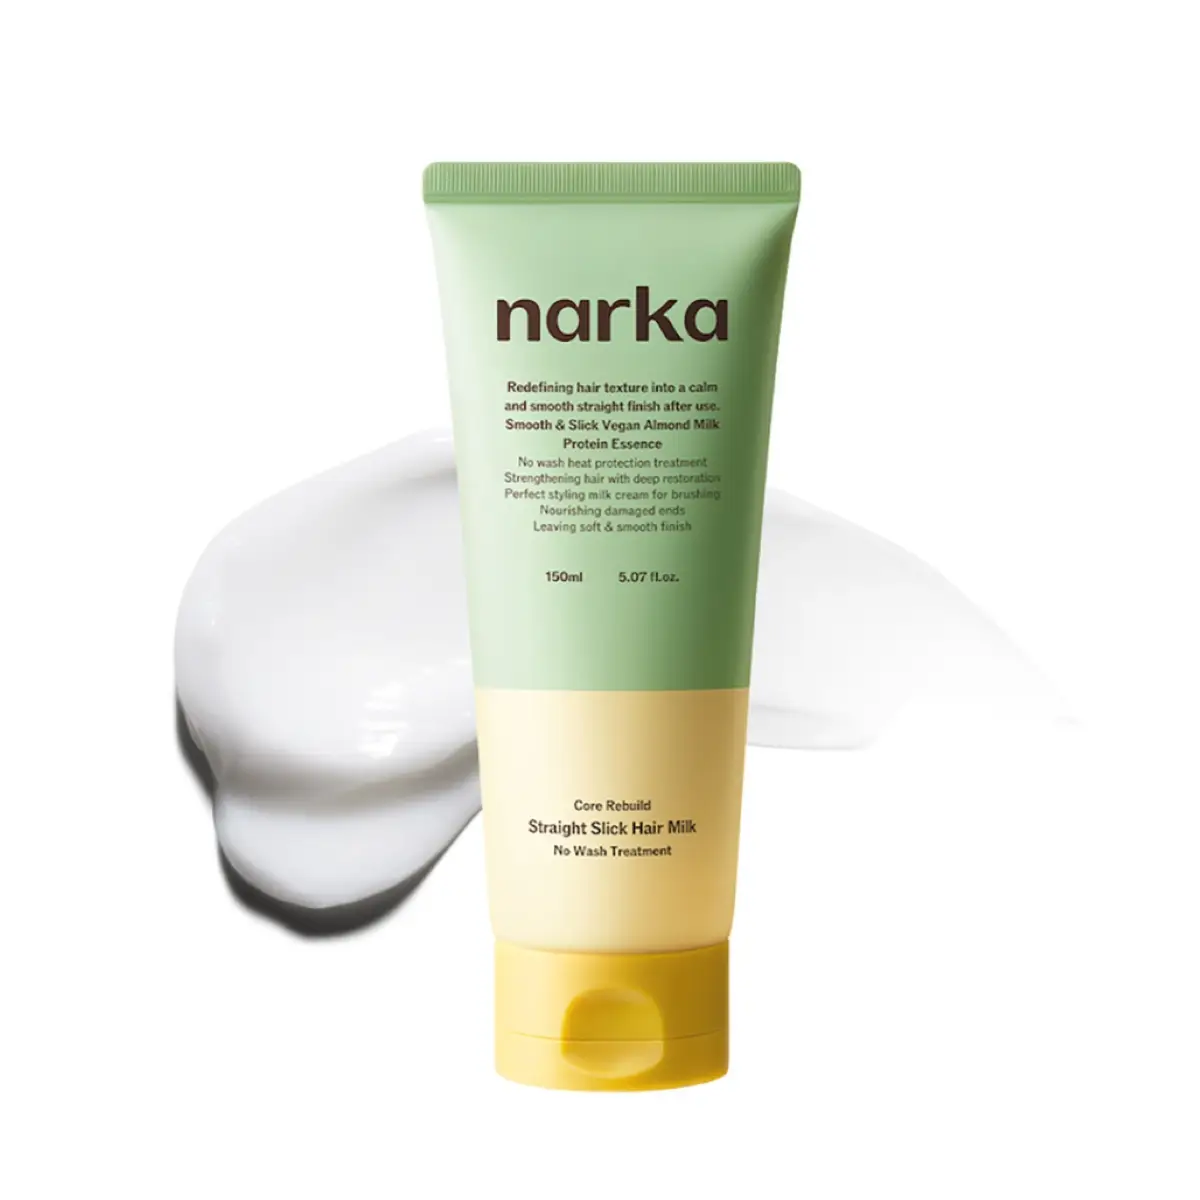 narka
Redefining hair texture into a calm
and smooth straight finish after use.
Smooth & Slick Vegan Almond Milk
Protein Essence
No wash heat protection treatment
Strengthening hair with deep restoration
Perfect styling milk cream for brushing
Nourishing damaged ends
Leaving soft & smooth finish
150ml 5.07 fl.oz.
Core Rebuild
Straight Slick Hair Milk
No Wash Treatment